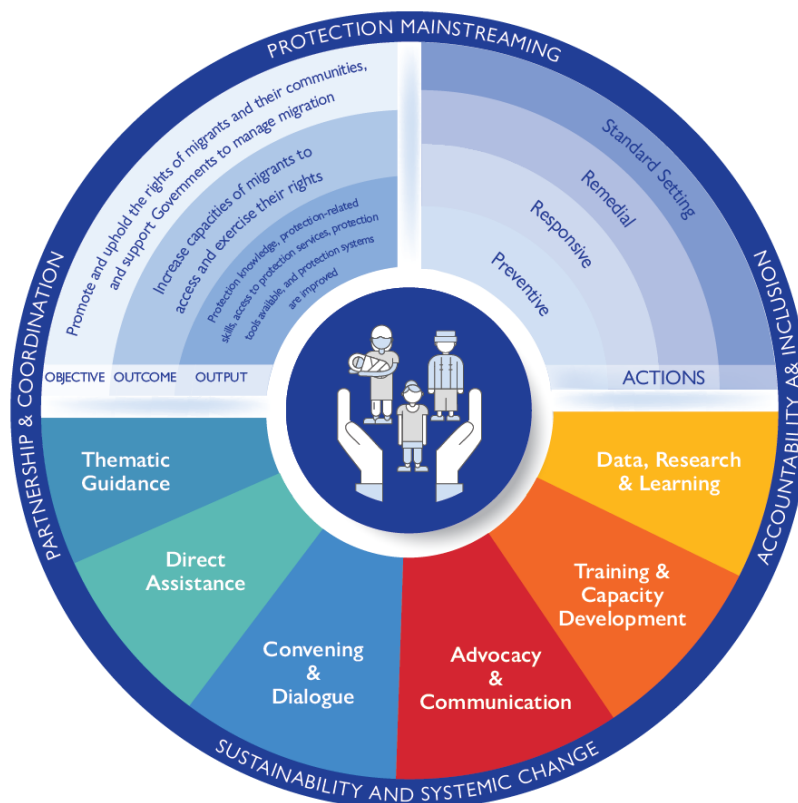 PROTECTION MAINSTREAMING
Promote and uphold the rights of migrants and their communities,
and support Governments to manage migration
Increase capacities of migrants to
access and exercise their rights
Protection knowledge, protection-related
skills, access to protection services, protection
tools available, and protection systems
are improved
OBJECTIVE
OUTCOME
OUTPUT
Standard Setting
Remedial
Responsive
Preventive
ACTIONS
PARTNERSHIP & COORDINATION
ACCOUNTABILITY A& INCLUSION
Thematic
Guidance
Direct
Assistance
Convening
&
Dialogue
Advocacy
&
Communication
Training &
Capacity
Development
Data, Research
& Learning
SUSTAINABILITY AND SYSTEMIC CHANGE